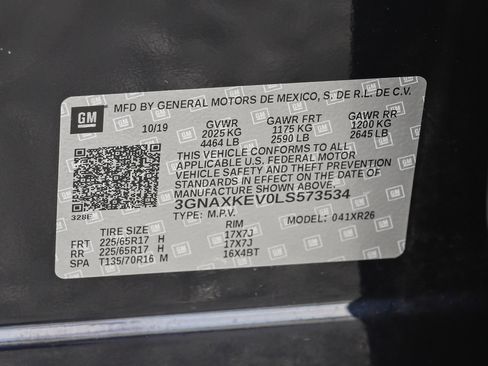 GM
MFD BY GENERAL MOTORS DE MEXICO, S. DE R.L. DE C.V.
10/19 GVWR GAWR FRT GAWR RR
2025 KG 1175 KG 1200 KG
4464 LB 2590 LB 2645 LB
THIS VEHICLE CONFORMS TO ALL
APPLICABLE U.S. FEDERAL MOTOR
VEHICLE SAFETY AND THEFT PREVENTION
STANDARDS IN EFFECT ON THE DATE OF
MANUFACTURE SHOWN ABOVE.
3GNAXKEV0LS573534
328E TYPE: M.P.V. MODEL: 041XR26
TIRE SIZE RIM
FRT 225/65R17 H 17X7J
RR 225/65R17 H 17X7J
SPA T135/70R16 M 16X4BT